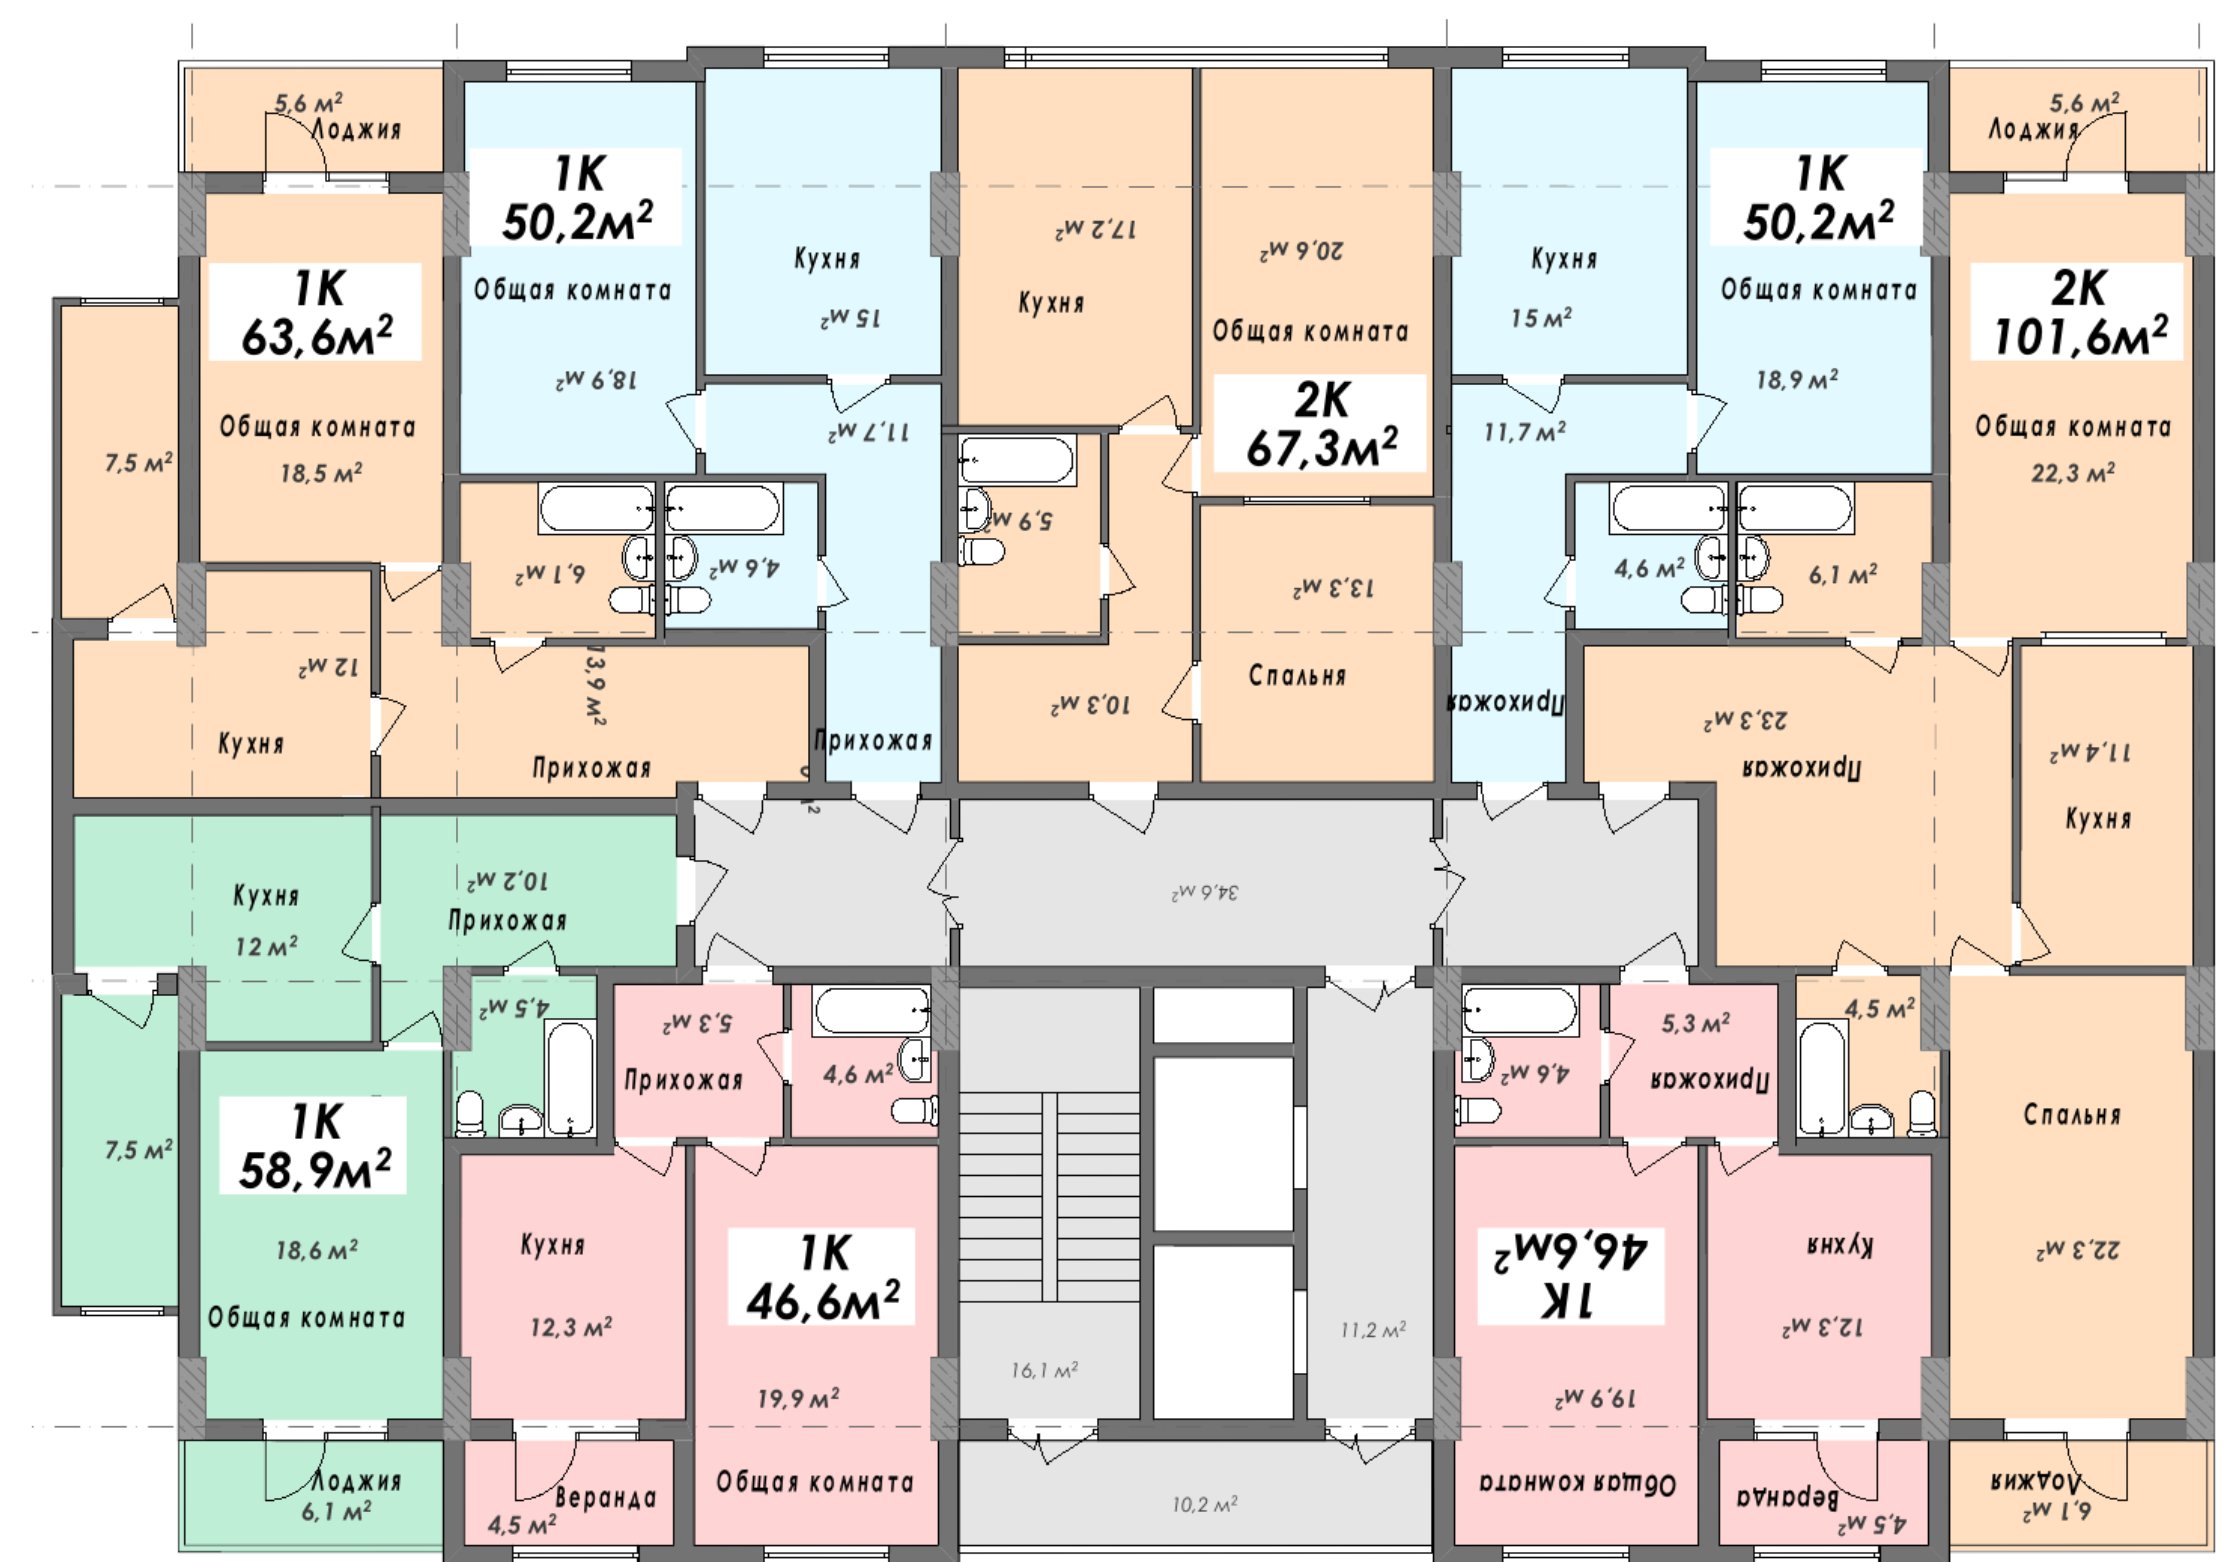 5,6 м²
Лоджия
1К
63,6м²
Общая комната
18,5 м²
7,5 м²
12 м²
Кухня
6,1 м²
13,9 м²
Прихожая
1К
50,2м²
Общая комната
18,9 м²
Кухня
15 м²
11,7 м²
4,6 м²
Прихожая
17,2 м²
Кухня
20,6 м²
Общая комната
2К
67,3м²
5,9 м²
13,3 м²
Спальня
10,3 м²
Кухня
15 м²
1К
50,2м²
Общая комната
18,9 м²
11,7 м²
4,6 м²
Прихожая
5,6 м²
Лоджия
2К
101,6м²
Общая комната
22,3 м²
6,1 м²
23,3 м²
Прихожая
11,4 м²
Кухня
4,5 м²
Спальня
22,3 м²
Лоджия
6,1 м²
Кухня
12 м²
10,2 м²
Прихожая
4,5 м²
7,5 м²
1К
58,9м²
18,6 м²
Общая комната
Лоджия
6,1 м²
5,3 м²
Прихожая
4,6 м²
Кухня
12,3 м²
1К
46,6м²
19,9 м²
Общая комната
Веранда
4,5 м²
34,6 м²
16,1 м²
11,2 м²
10,2 м²
4,6 м²
5,3 м²
Прихожая
1К
46,6м²
19,9 м²
Общая комната
Кухня
12,3 м²
Веранда
4,5 м²